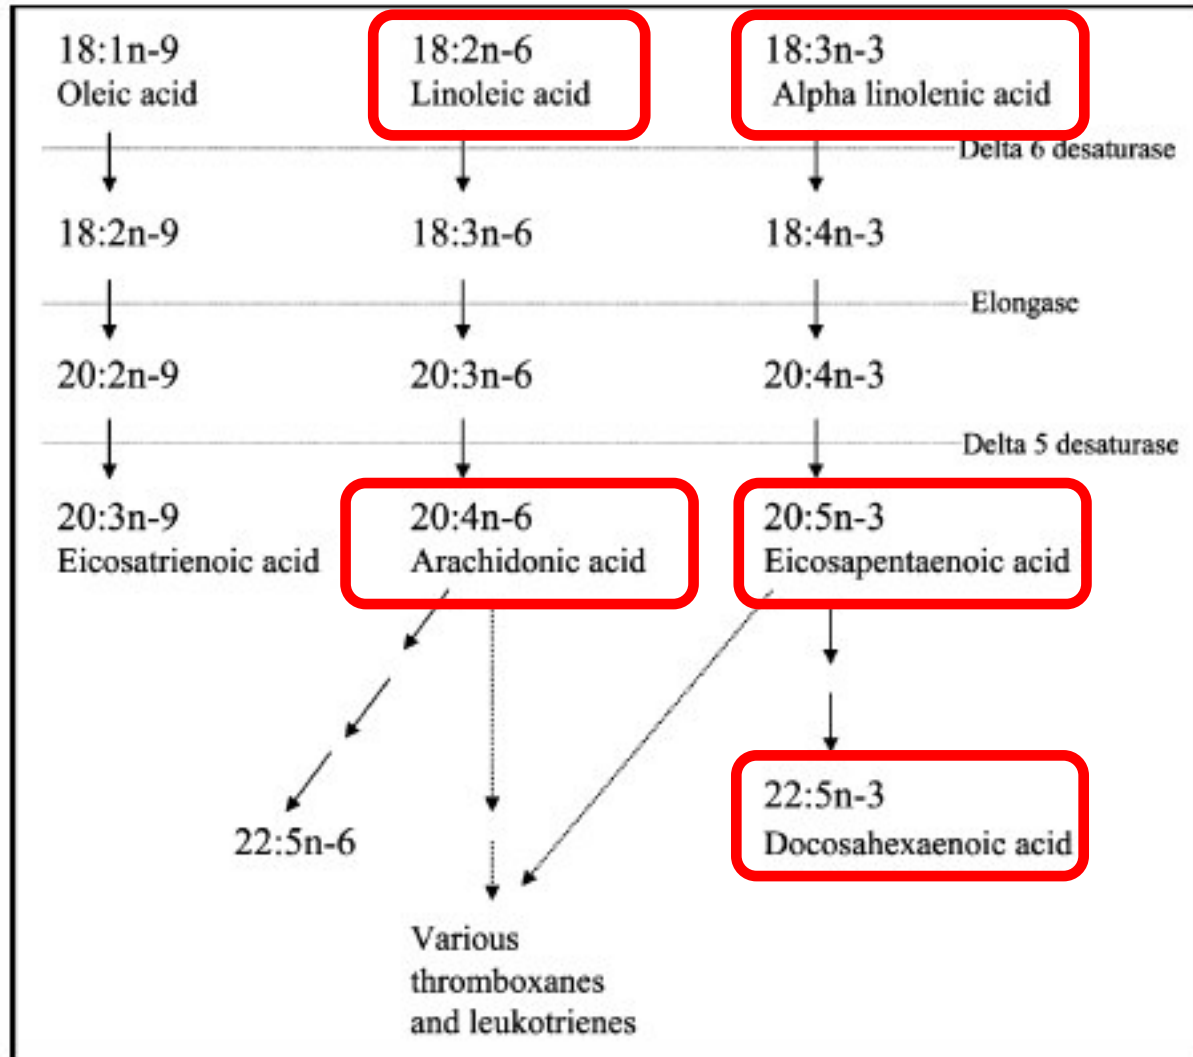 18:1n-9
Oleic acid
18:2n-6
Linoleic acid
18:3n-3
Alpha linolenic acid
Delta 6 desaturase
18:2n-9
18:3n-6
18:4n-3
Elongase
20:2n-9
20:3n-6
20:4n-3
Delta 5 desaturase
20:3n-9
Eicosatrienoic acid
20:4n-6
Arachidonic acid
20:5n-3
Eicosapentaenoic acid
22:5n-6
22:5n-3
Docosahexaenoic acid
Various
thromboxanes
and leukotrienes